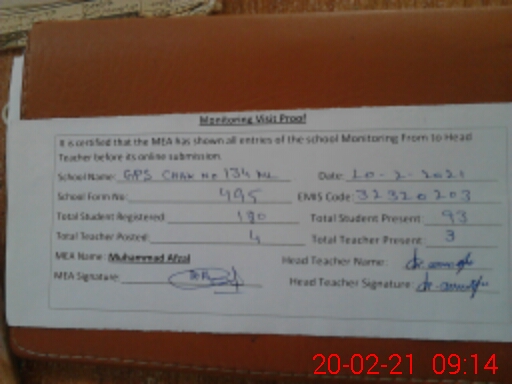 Monitoring Visit Proof
It is certified that the MEA has shown all entries of the school Monitoring From to Head
Teacher before its online submission.
School Name: GPS CHAK No 134 ML Date: 20-2-2021
School Form No: 495 EMIS Code: 32320203
Total Student Registered 180 Total Student Present: 93
Total Teacher Posted: 4 Total Teacher Present: 3
MEA Name: Muhammad Afzal Head Teacher Name:
MEA Signature: Head Teacher Signature:
20-02-21 09:14